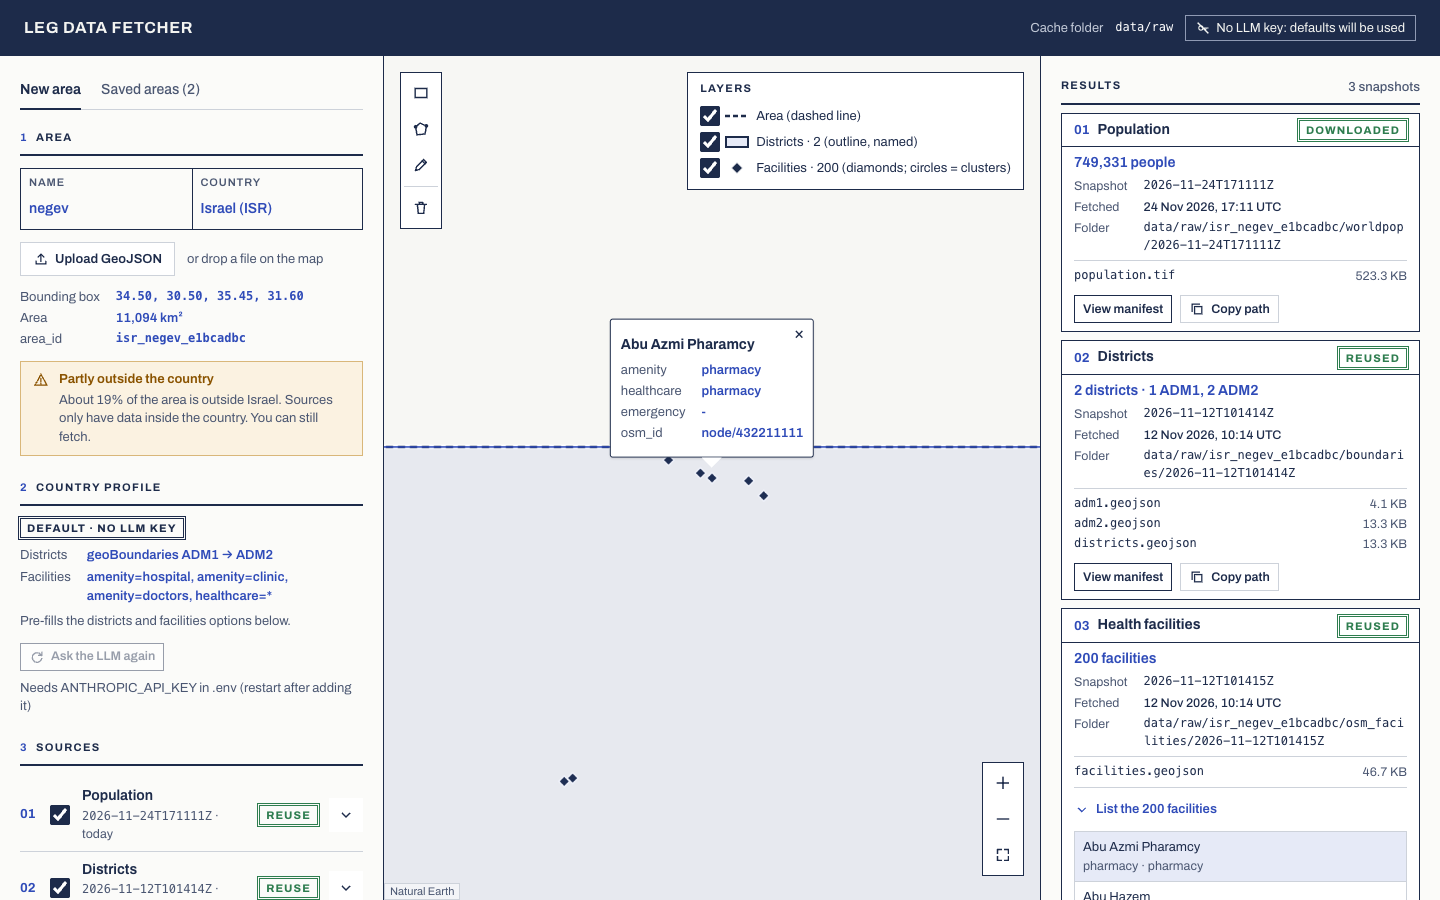 LEG DATA FETCHER
Cache folder data/raw No LLM key: defaults will be used
New area Saved areas (2)
1 AREA
NAME COUNTRY
negev Israel (ISR)
Upload GeoJSON or drop a file on the map
Bounding box 34.50, 30.50, 35.45, 31.60
Area 11,094 km²
area_id isr_negev_e1bcadbc
Partly outside the country
About 19% of the area is outside Israel. Sources
only have data inside the country. You can still
fetch.
2 COUNTRY PROFILE
DEFAULT · NO LLM KEY
Districts geoBoundaries ADM1 → ADM2
Facilities amenity=hospital, amenity=clinic,
amenity=doctors, healthcare=*
Pre-fills the districts and facilities options below.
Ask the LLM again
Needs ANTHROPIC_API_KEY in .env (restart after adding
it)
3 SOURCES
01 Population
2026-11-24T171111Z ·
today
REUSE
02 Districts
2026-11-12T101414Z ·
REUSE
LAYERS
Area (dashed line)
Districts · 2 (outline, named)
Facilities · 200 (diamonds; circles = clusters)
Abu Azmi Pharamcy
amenity pharmacy
healthcare pharmacy
emergency -
osm_id node/432211111
Natural Earth
RESULTS 3 snapshots
01 Population DOWNLOADED
749,331 people
Snapshot 2026-11-24T171111Z
Fetched 24 Nov 2026, 17:11 UTC
Folder data/raw/isr_negev_e1bcadbc/worldpop
/2026-11-24T171111Z
population.tif 523.3 KB
View manifest Copy path
02 Districts REUSED
2 districts · 1 ADM1, 2 ADM2
Snapshot 2026-11-12T101414Z
Fetched 12 Nov 2026, 10:14 UTC
Folder data/raw/isr_negev_e1bcadbc/boundari
es/2026-11-12T101414Z
adm1.geojson 4.1 KB
adm2.geojson 13.3 KB
districts.geojson 13.3 KB
View manifest Copy path
03 Health facilities REUSED
200 facilities
Snapshot 2026-11-12T101415Z
Fetched 12 Nov 2026, 10:14 UTC
Folder data/raw/isr_negev_e1bcadbc/osm_faci
lities/2026-11-12T101415Z
facilities.geojson 46.7 KB
List the 200 facilities
Abu Azmi Pharamcy
pharmacy · pharmacy
Abu Hazem